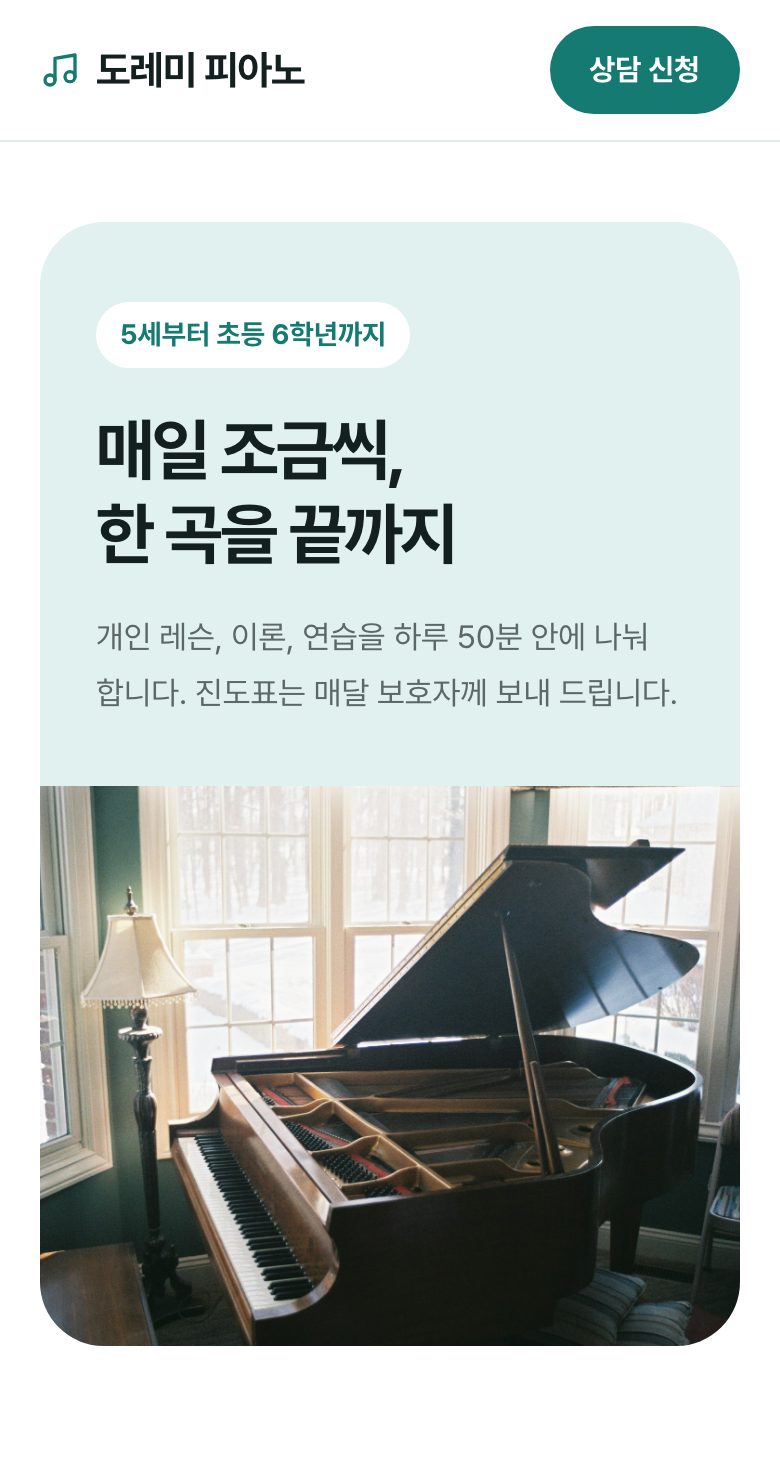 도레미 피아노
상담 신청
5세부터 초등 6학년까지
매일 조금씩,
한 곡을 끝까지
개인 레슨, 이론, 연습을 하루 50분 안에 나눠
합니다. 진도표는 매달 보호자께 보내 드립니다.